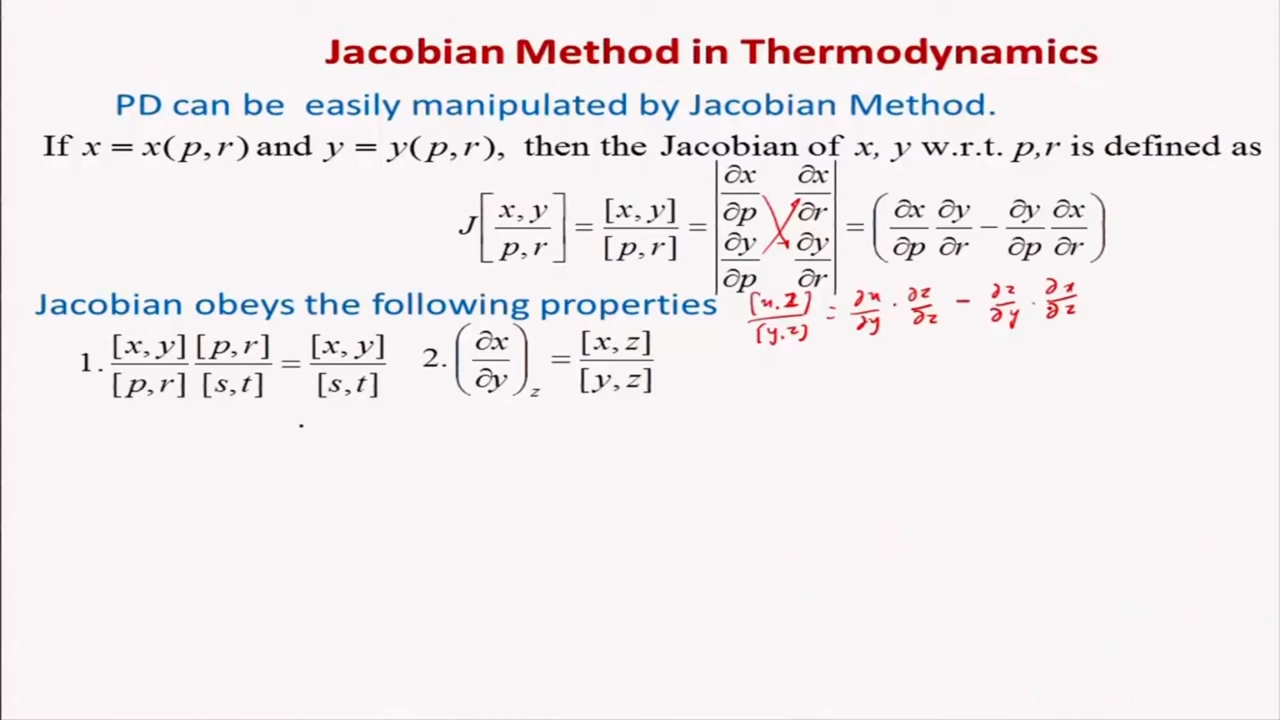 Jacobian Method in Thermodynamics
PD can be easily manipulated by Jacobian Method.
If x = x(p,r) and y = y(p,r), then the Jacobian of x, y w.r.t. p,r is defined as
J[x,y / p,r] = [x,y]/[p,r] = |∂x/∂p ∂x/∂r; ∂y/∂p ∂y/∂r| = (∂x/∂p ∂y/∂r − ∂y/∂p ∂x/∂r)
Jacobian obeys the following properties [x.z]/[y.z] = ∂x/∂y · ∂z/∂z − ∂z/∂y · ∂x/∂z
1. [x,y]/[p,r] [p,r]/[s,t] = [x,y]/[s,t] 2. (∂x/∂y)_z = [x,z]/[y,z]